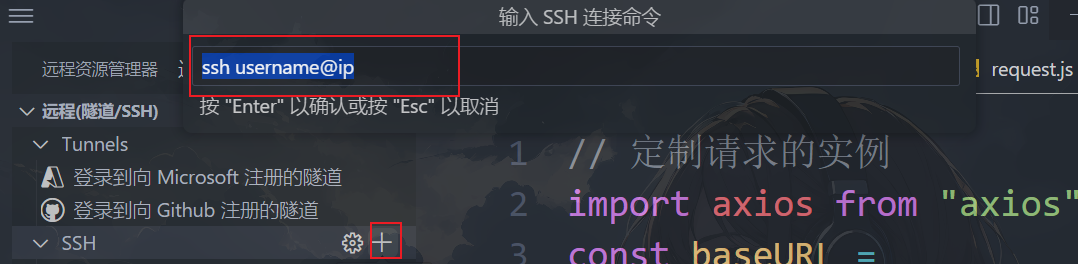 输入 SSH 连接命令
ssh username@ip
按 "Enter" 以确认或按 "Esc" 以取消
远程资源管理器
request.js
远程(隧道/SSH)
Tunnels
登录到向 Microsoft 注册的隧道
登录到向 Github 注册的隧道
SSH
1 // 定制请求的实例
2 import axios from "axios"
3 const baseURL =